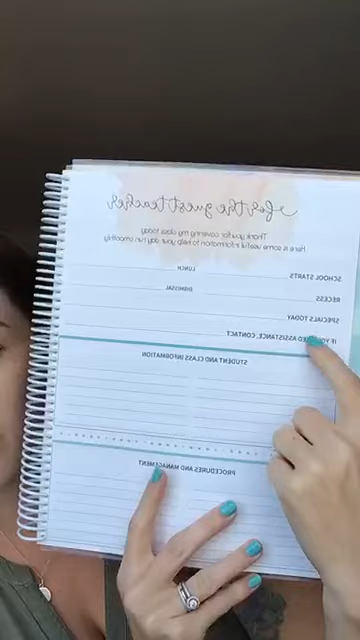 for the guest teacher
Thank you for covering my class today.
Here is some useful information to help your day run smoothly
SCHOOL STARTS LUNCH
RECESS DISMISSAL
SPECIALS TODAY
IF YOU NEED ASSISTANCE, CONTACT
STUDENT AND CLASS INFORMATION
PROCEDURES AND MANAGEMENT